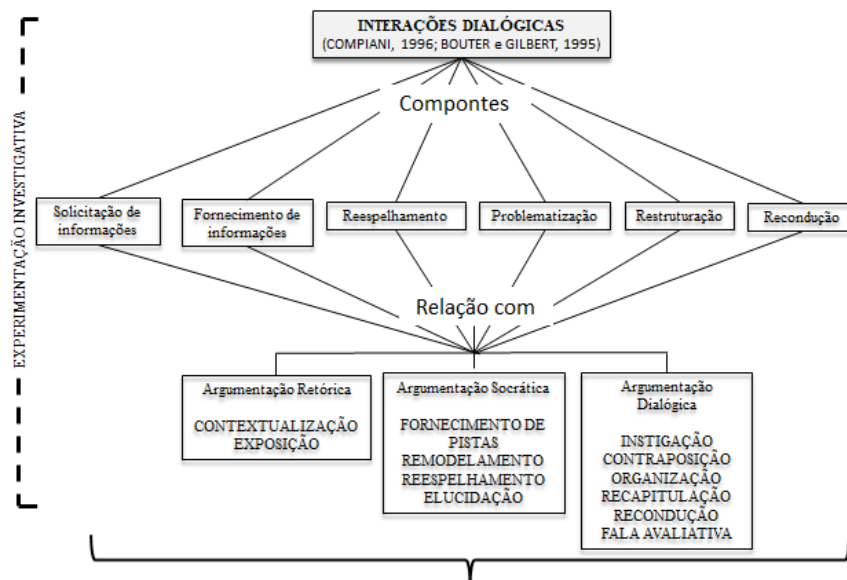 INTERAÇÕES DIALÓGICAS
(COMPIANI, 1996; BOUTER e GILBERT, 1995)
EXPERIMENTAÇÃO INVESTIGATIVA
Compontes
Solicitação de
informações
Fornecimento de
informações
Reespelhamento
Problematização
Restruturação
Recondução
Relação com
Argumentação Retórica
CONTEXTUALIZAÇÃO
EXPOSIÇÃO
Argumentação Socrática
FORNECIMENTO DE
PISTAS
REMODELAMENTO
REESPELHAMENTO
ELUCIDAÇÃO
Argumentação
Dialógica
INSTIGAÇÃO
CONTRAPOSIÇÃO
ORGANIZAÇÃO
RECAPITULAÇÃO
RECONDUÇÃO
FALA AVALIATIVA